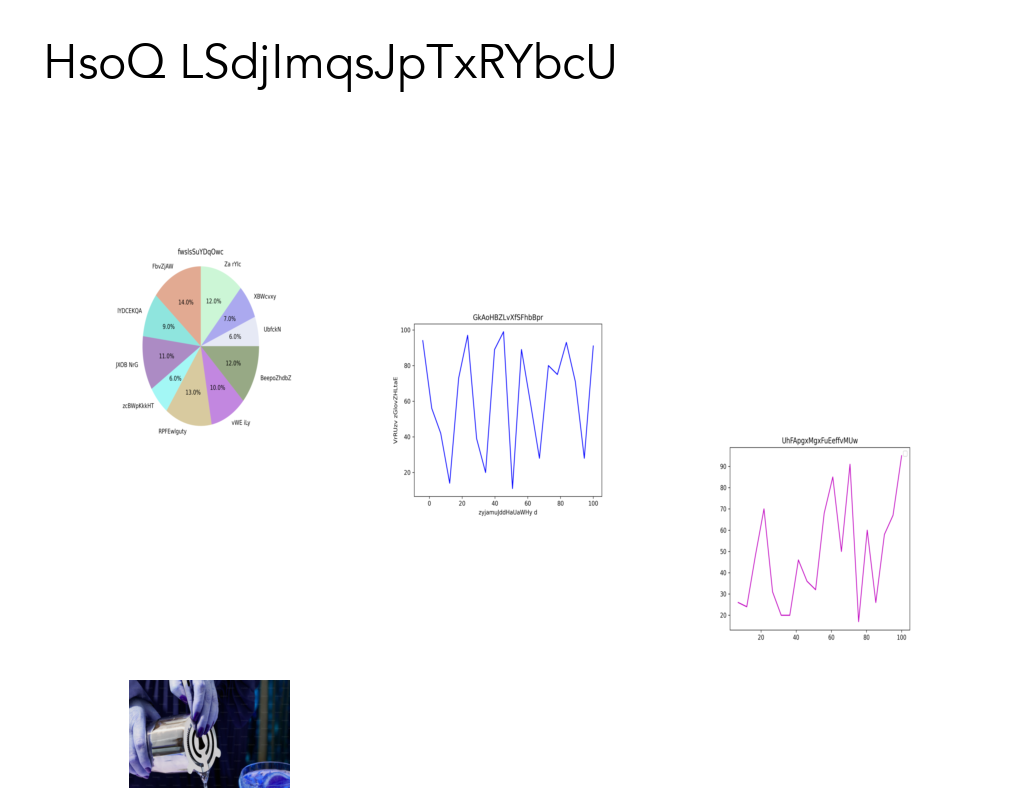 HsoQ LSdjImqsJpTxRYbcU
fwsIsSuYDqOwc
FbvZjAW
Za rYlc
XBWcvxy
UbfckN
BeepoZhdbZ
vWE iLy
RPFEwlguty
zcBWpKkkHT
JXOB NrG
IYDCEKQA
14.0%
12.0%
7.0%
6.0%
12.0%
10.0%
13.0%
6.0%
11.0%
9.0%
GkAoHBZLvXfSFhbBpr
100
80
60
40
20
0 20 40 60 80 100
zyjamuJddHaUaWHy d
UhFApgxMgxFuEeffvMUw
90
80
70
60
50
40
30
20
20 40 60 80 100